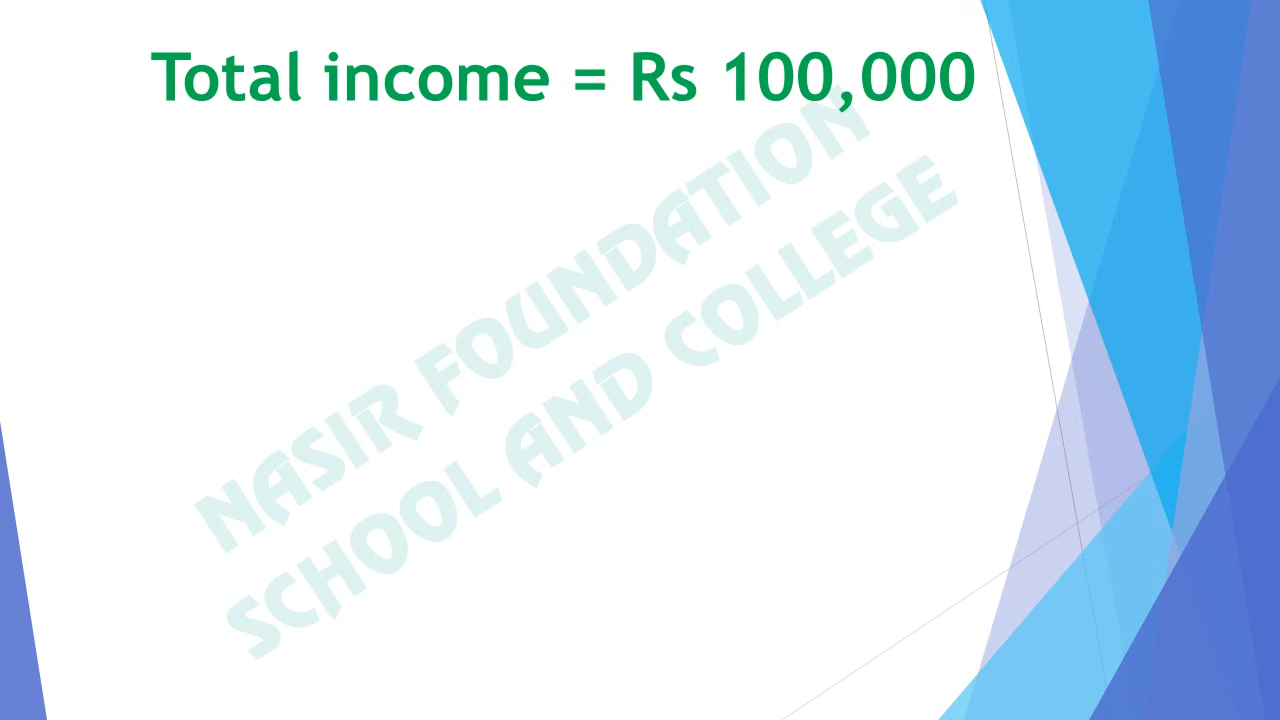 Total income = Rs 100,000
NASIR FOUNDATION
SCHOOL AND COLLEGE